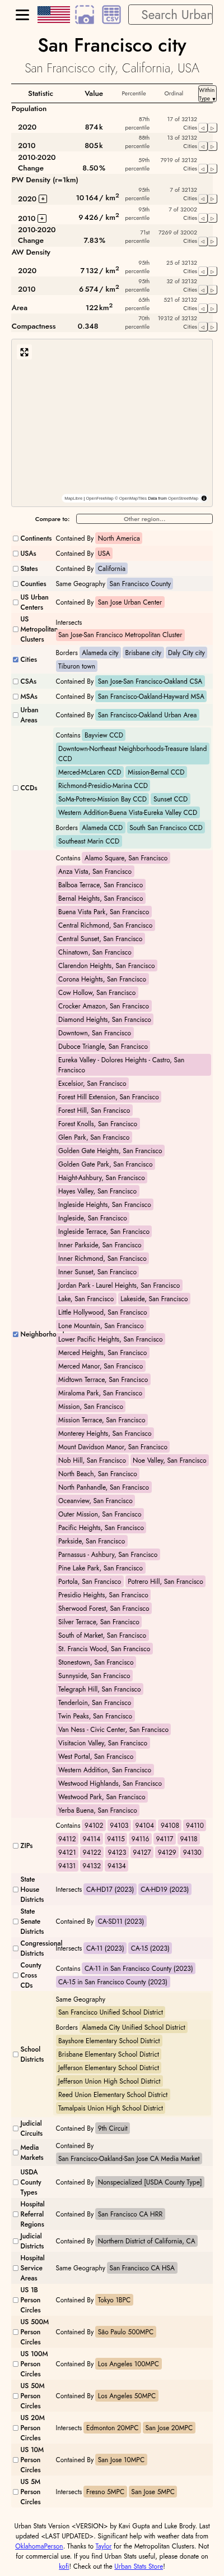 CSV
Search Urban
San Francisco city
San Francisco city, California, USA
Statistic Value Percentile Ordinal Within Type ▼
Population
2020 874k 87th percentile 17 of 32132 Cities
2010 805k 88th percentile 13 of 32132 Cities
2010-2020 Change 8.50% 59th percentile 7919 of 32132 Cities
PW Density (r=1km)
2020 + 10 164 / km² 95th percentile 7 of 32132 Cities
2010 + 9 426 / km² 95th percentile 7 of 32002 Cities
2010-2020 Change 7.83% 71st percentile 7269 of 32002 Cities
AW Density
2020 7 132 / km² 95th percentile 25 of 32132 Cities
2010 6 574 / km² 95th percentile 32 of 32132 Cities
Area 122 km² 65th percentile 521 of 32132 Cities
Compactness 0.348 70th percentile 19312 of 32132 Cities
MapLibre | OpenFreeMap © OpenMapTiles Data from OpenStreetMap
Compare to: Other region...
Continents Contained By North America
USAs Contained By USA
States Contained By California
Counties Same Geography San Francisco County
US Urban Centers Contained By San Jose Urban Center
US Metropolitan Clusters Intersects San Jose-San Francisco Metropolitan Cluster
Cities Borders Alameda city Brisbane city Daly City city
Tiburon town
CSAs Contained By San Jose-San Francisco-Oakland CSA
MSAs Contained By San Francisco-Oakland-Hayward MSA
Urban Areas Contained By San Francisco-Oakland Urban Area
CCDs
Contains Bayview CCD
Downtown-Northeast Neighborhoods-Treasure Island CCD
Merced-McLaren CCD Mission-Bernal CCD
Richmond-Presidio-Marina CCD
SoMa-Potrero-Mission Bay CCD Sunset CCD
Western Addition-Buena Vista-Eureka Valley CCD
Borders Alameda CCD South San Francisco CCD
Southeast Marin CCD
Neighborhoods
Contains Alamo Square, San Francisco
Anza Vista, San Francisco
Balboa Terrace, San Francisco
Bernal Heights, San Francisco
Buena Vista Park, San Francisco
Central Richmond, San Francisco
Central Sunset, San Francisco
Chinatown, San Francisco
Clarendon Heights, San Francisco
Corona Heights, San Francisco
Cow Hollow, San Francisco
Crocker Amazon, San Francisco
Diamond Heights, San Francisco
Downtown, San Francisco
Duboce Triangle, San Francisco
Eureka Valley - Dolores Heights - Castro, San Francisco
Excelsior, San Francisco
Forest Hill Extension, San Francisco
Forest Hill, San Francisco
Forest Knolls, San Francisco
Glen Park, San Francisco
Golden Gate Heights, San Francisco
Golden Gate Park, San Francisco
Haight-Ashbury, San Francisco
Hayes Valley, San Francisco
Ingleside Heights, San Francisco
Ingleside, San Francisco
Ingleside Terrace, San Francisco
Inner Parkside, San Francisco
Inner Richmond, San Francisco
Inner Sunset, San Francisco
Jordan Park - Laurel Heights, San Francisco
Lake, San Francisco Lakeside, San Francisco
Little Hollywood, San Francisco
Lone Mountain, San Francisco
Lower Pacific Heights, San Francisco
Merced Heights, San Francisco
Merced Manor, San Francisco
Midtown Terrace, San Francisco
Miraloma Park, San Francisco
Mission, San Francisco
Mission Terrace, San Francisco
Monterey Heights, San Francisco
Mount Davidson Manor, San Francisco
Nob Hill, San Francisco Noe Valley, San Francisco
North Beach, San Francisco
North Panhandle, San Francisco
Oceanview, San Francisco
Outer Mission, San Francisco
Pacific Heights, San Francisco
Parkside, San Francisco
Parnassus - Ashbury, San Francisco
Pine Lake Park, San Francisco
Portola, San Francisco Potrero Hill, San Francisco
Presidio Heights, San Francisco
Sherwood Forest, San Francisco
Silver Terrace, San Francisco
South of Market, San Francisco
St. Francis Wood, San Francisco
Stonestown, San Francisco
Sunnyside, San Francisco
Telegraph Hill, San Francisco
Tenderloin, San Francisco
Twin Peaks, San Francisco
Van Ness - Civic Center, San Francisco
Visitacion Valley, San Francisco
West Portal, San Francisco
Western Addition, San Francisco
Westwood Highlands, San Francisco
Westwood Park, San Francisco
Yerba Buena, San Francisco
ZIPs
Contains 94102 94103 94104 94108 94110
94112 94114 94115 94116 94117 94118
94121 94122 94123 94127 94129 94130
94131 94132 94134
State House Districts Intersects CA-HD17 (2023) CA-HD19 (2023)
State Senate Districts Contained By CA-SD11 (2023)
Congressional Districts Intersects CA-11 (2023) CA-15 (2023)
County Cross CDs Contains CA-11 in San Francisco County (2023)
CA-15 in San Francisco County (2023)
School Districts
Same Geography
San Francisco Unified School District
Borders Alameda City Unified School District
Bayshore Elementary School District
Brisbane Elementary School District
Jefferson Elementary School District
Jefferson Union High School District
Reed Union Elementary School District
Tamalpais Union High School District
Judicial Circuits Contained By 9th Circuit
Media Markets Contained By
San Francisco-Oakland-San Jose CA Media Market
USDA County Types Contained By Nonspecialized [USDA County Type]
Hospital Referral Regions Contained By San Francisco CA HRR
Judicial Districts Contained By Northern District of California, CA
Hospital Service Areas Same Geography San Francisco CA HSA
US 1B Person Circles Contained By Tokyo 1BPC
US 500M Person Circles Contained By São Paulo 500MPC
US 100M Person Circles Contained By Los Angeles 100MPC
US 50M Person Circles Contained By Los Angeles 50MPC
US 20M Person Circles Intersects Edmonton 20MPC San Jose 20MPC
US 10M Person Circles Contained By San Jose 10MPC
US 5M Person Circles Intersects Fresno 5MPC San Jose 5MPC
Urban Stats Version <VERSION> by Kavi Gupta and Luke Brody. Last
updated <LAST UPDATED>. Significant help with weather data from
OklahomaPerson. Thanks to Taylor for the Metropolitan Clusters. Not
for commercial use. If you find Urban Stats useful, please donate on
kofi! Check out the Urban Stats Store!